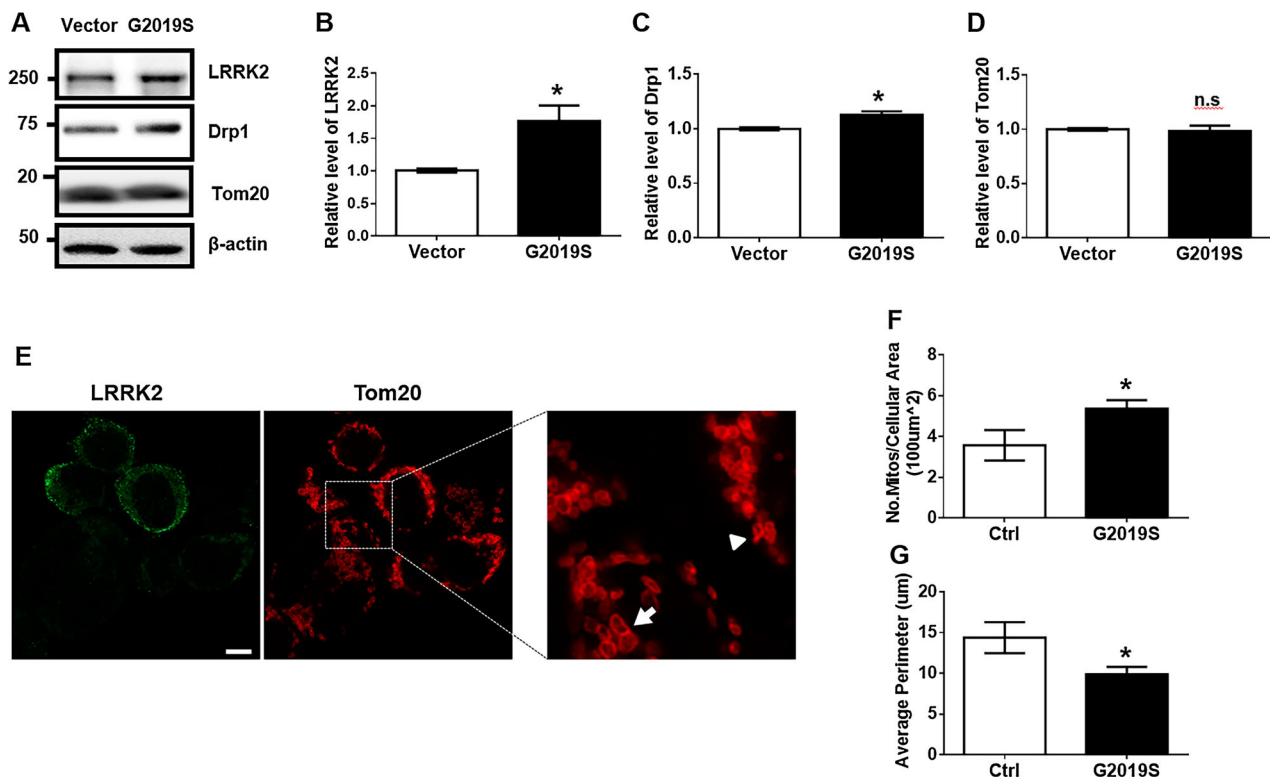 A
Vector G2019S
250
LRRK2
75
Drp1
20
Tom20
50
β-actin
B
Relative level of LRRK2
2.5
2.0
1.5
1.0
0.5
0.0
*
Vector
G2019S
C
Relative level of Drp1
1.5
1.0
0.5
0.0
*
Vector
G2019S
D
Relative level of Tom20
1.5
1.0
0.5
0.0
n.s
Vector
G2019S
E
LRRK2
Tom20
F
No.Mitos/Cellular Area
(100um^2)
8
6
4
2
0
*
Ctrl
G2019S
G
Average Perimeter (um)
20
15
10
5
0
*
Ctrl
G2019S